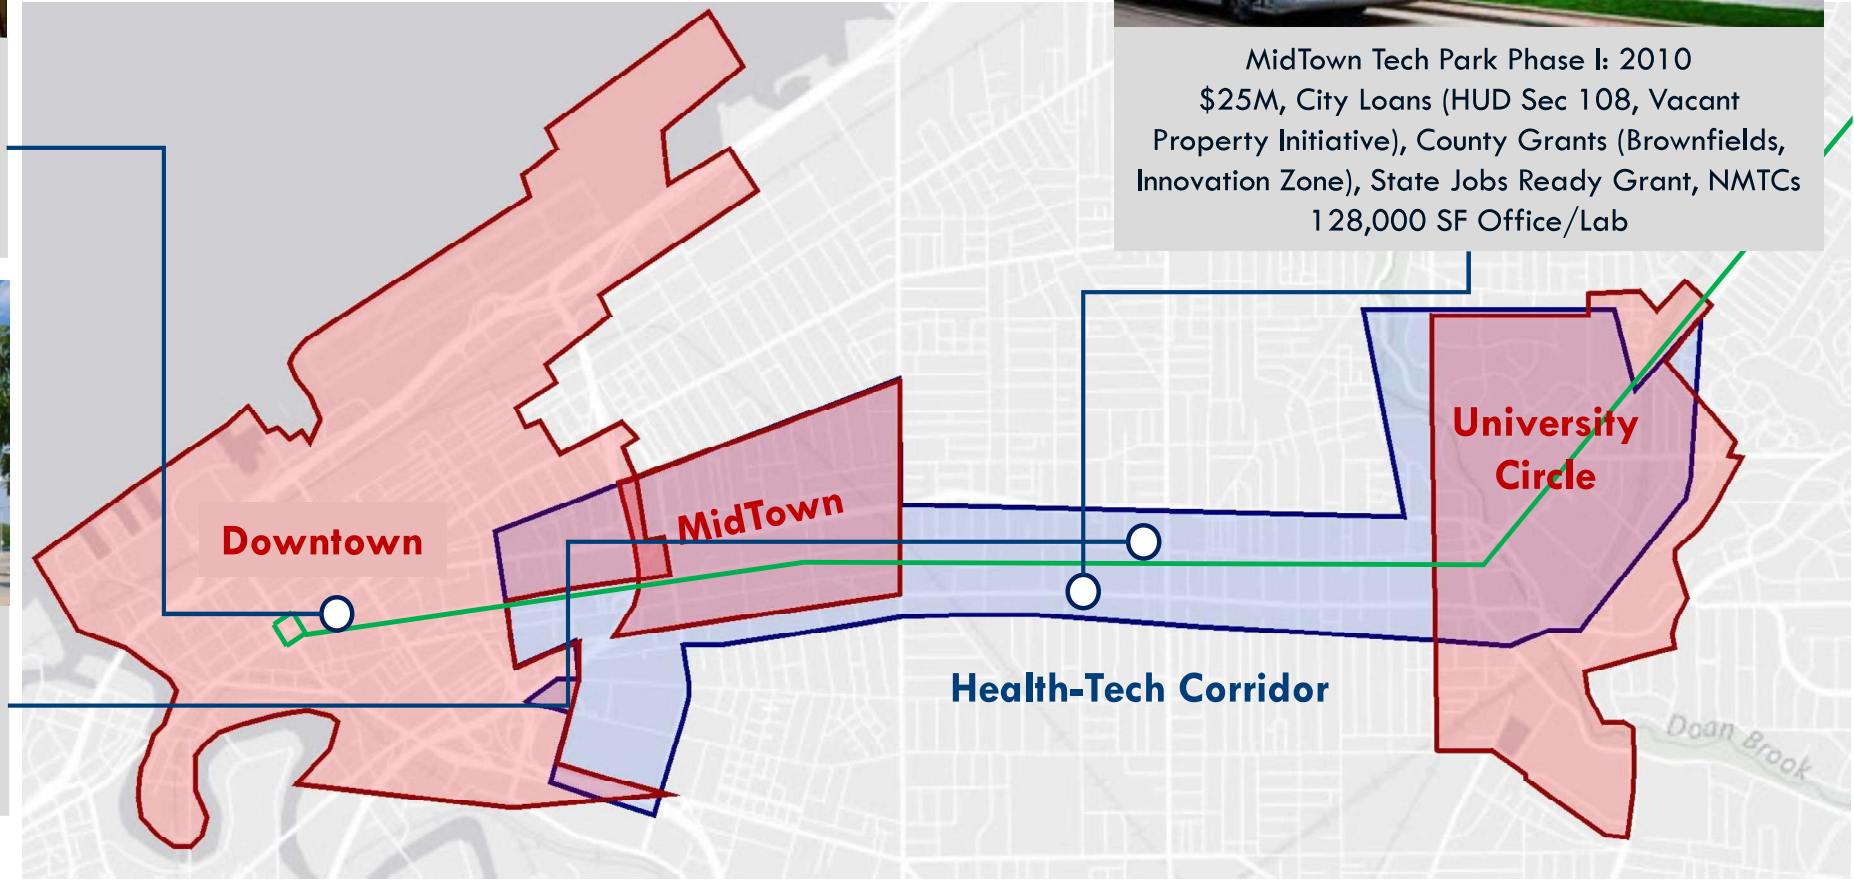 MidTown Tech Park Phase I: 2010
$25M, City Loans (HUD Sec 108, Vacant
Property Initiative), County Grants (Brownfields,
Innovation Zone), State Jobs Ready Grant, NMTCs
128,000 SF Office/Lab
University
Circle
MidTown
Downtown
Health-Tech Corridor
Doan Brook